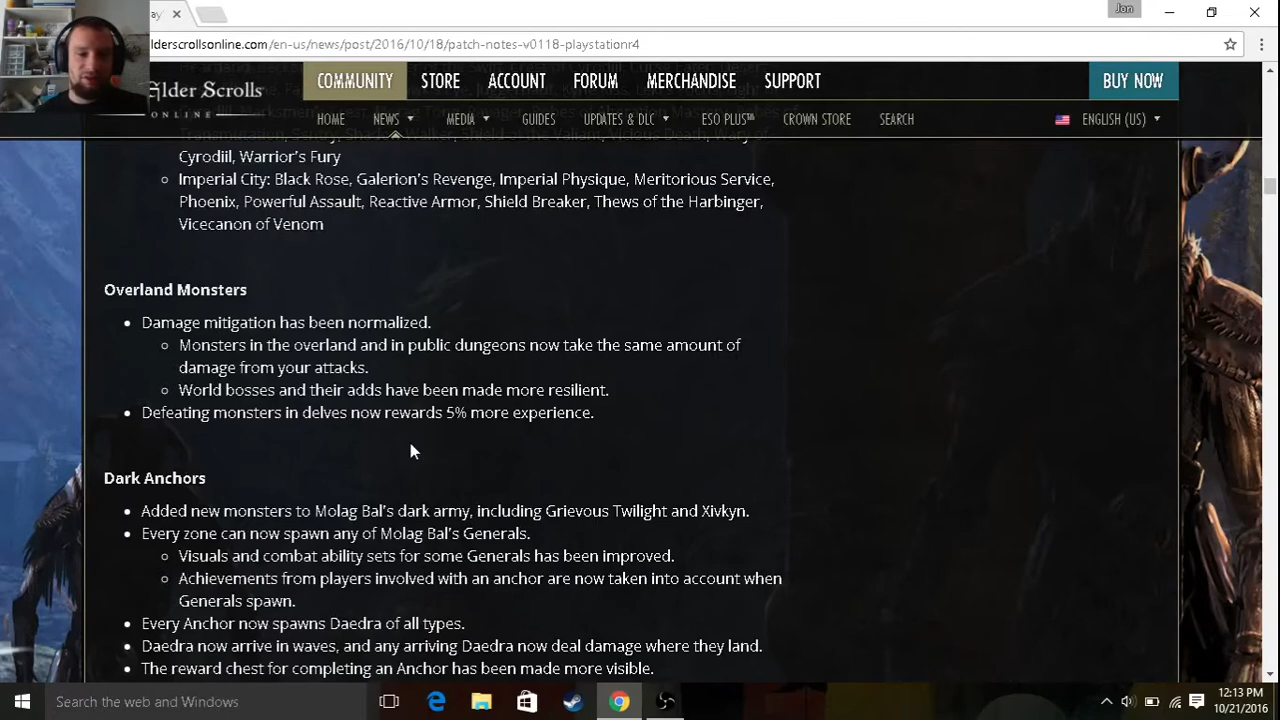 ay
Jon
lderscrollsonline.com/en-us/news/post/2016/10/18/patch-notes-v0118-playstationr4
Elder Scrolls
ONLINE
COMMUNITY STORE ACCOUNT FORUM MERCHANDISE SUPPORT BUY NOW
HOME NEWS MEDIA GUIDES UPDATES & DLC ESO PLUS™ CROWN STORE SEARCH ENGLISH (US)
Cyrodiil, Warrior's Fury
Imperial City: Black Rose, Galerion's Revenge, Imperial Physique, Meritorious Service,
Phoenix, Powerful Assault, Reactive Armor, Shield Breaker, Thews of the Harbinger,
Vicecanon of Venom
Overland Monsters
Damage mitigation has been normalized.
Monsters in the overland and in public dungeons now take the same amount of
damage from your attacks.
World bosses and their adds have been made more resilient.
Defeating monsters in delves now rewards 5% more experience.
Dark Anchors
Added new monsters to Molag Bal's dark army, including Grievous Twilight and Xivkyn.
Every zone can now spawn any of Molag Bal's Generals.
Visuals and combat ability sets for some Generals has been improved.
Achievements from players involved with an anchor are now taken into account when
Generals spawn.
Every Anchor now spawns Daedra of all types.
Daedra now arrive in waves, and any arriving Daedra now deal damage where they land.
The reward chest for completing an Anchor has been made more visible.
Search the web and Windows
12:13 PM
10/21/2016